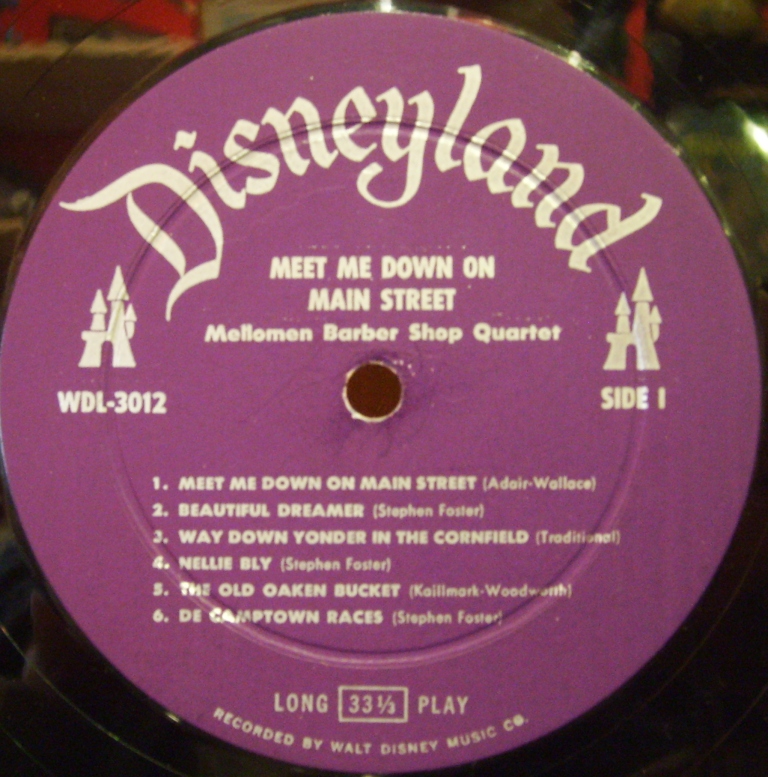 Disneyland
MEET ME DOWN ON
MAIN STREET
Mellomen Barber Shop Quartet
WDL-3012
SIDE I
1. MEET ME DOWN ON MAIN STREET (Adair-Wallace)
2. BEAUTIFUL DREAMER (Stephen Foster)
3. WAY DOWN YONDER IN THE CORNFIELD (Traditional)
4. NELLIE BLY (Stephen Foster)
5. THE OLD OAKEN BUCKET (Kaillmark-Woodworth)
6. DE CAMPTOWN RACES (Stephen Foster)
LONG 33⅓ PLAY
RECORDED BY WALT DISNEY MUSIC CO.